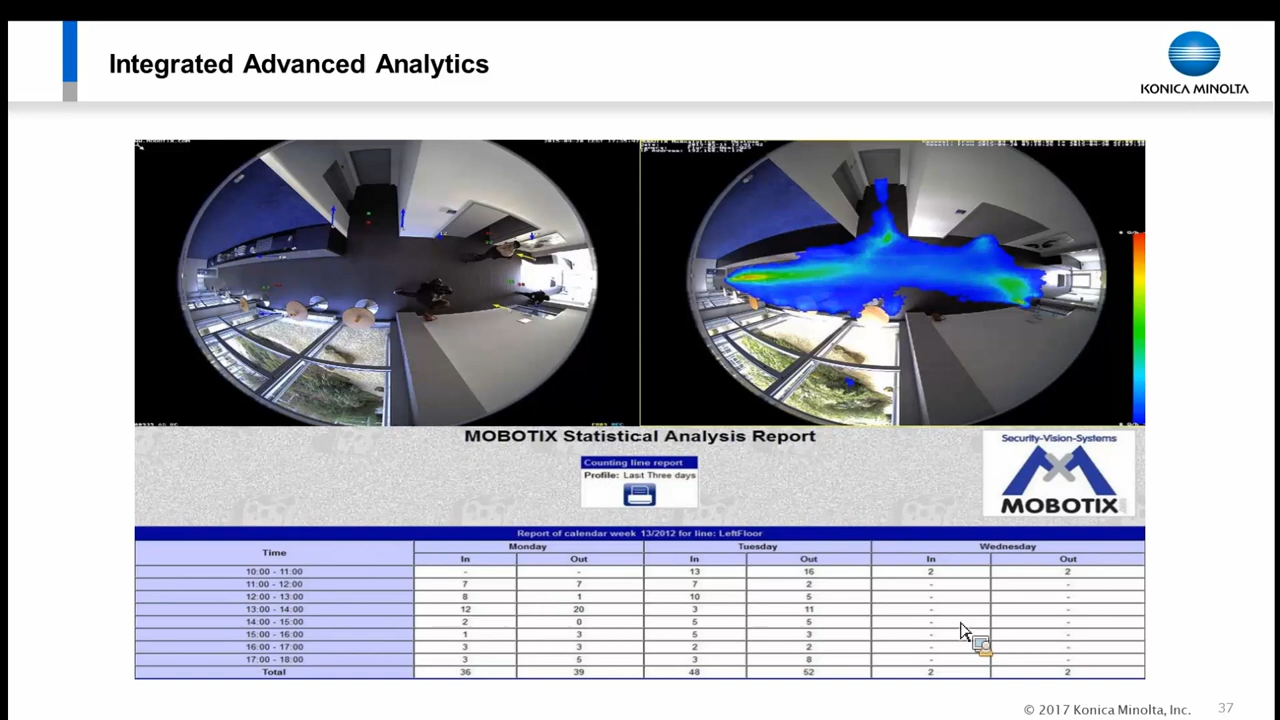 Integrated Advanced Analytics
KONICA MINOLTA
MOBOTIX Statistical Analysis Report
Counting line report
Profile: Last Three days
Security-Vision-Systems
MOBOTIX
Report of calendar week 13/2012 for line: LeftFloor
Time Monday Tuesday Wednesday
In Out In Out In Out
10:00 - 11:00 - - 13 16 2 2
11:00 - 12:00 7 7 7 2 - -
12:00 - 13:00 8 1 10 5 - -
13:00 - 14:00 12 20 3 11 - -
14:00 - 15:00 2 0 5 5 - -
15:00 - 16:00 1 3 5 3 - -
16:00 - 17:00 3 3 2 2 - -
17:00 - 18:00 3 5 3 8 - -
Total 36 39 48 52 2 2
© 2017 Konica Minolta, Inc. 37